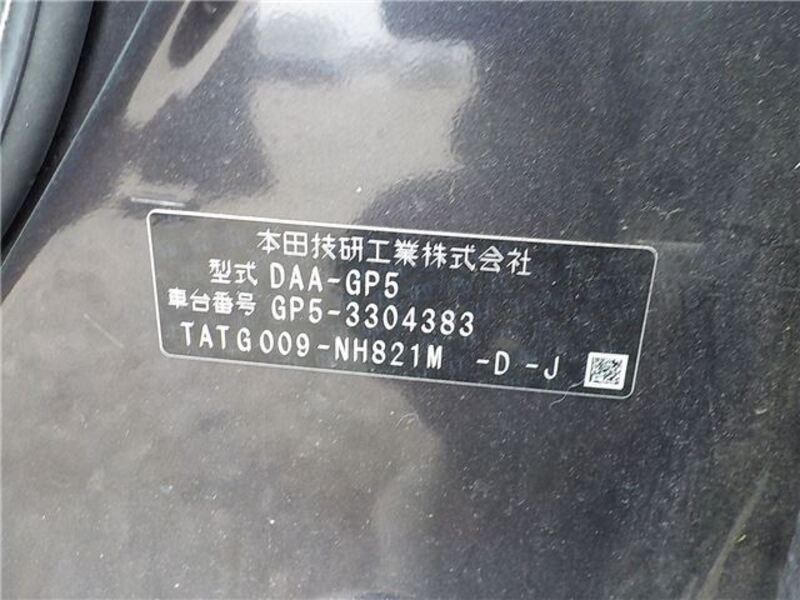 本田技研工業株式会社
型式 DAA-GP5
車台番号 GP5-3304383
TATG009-NH821M -D -J